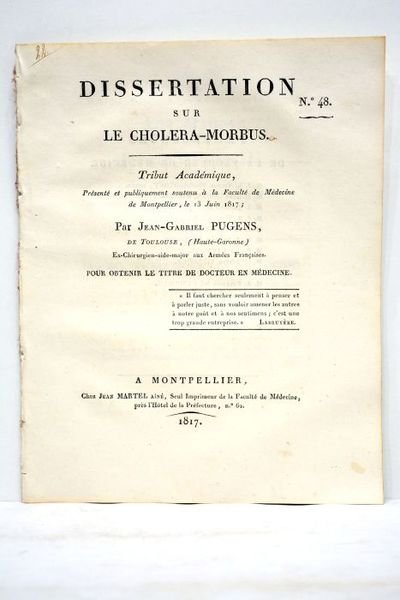 22.
DISSERTATION
N.° 48.
SUR
LE CHOLERA-MORBUS.
Tribut Académique,
Présenté et publiquement soutenu à la Faculté de Médecine
de Montpellier, le 13 Juin 1817;
Par JEAN-GABRIEL PUGENS,
DE TOULOUSE, (Haute-Garonne)
Ex-Chirurgien-aide-major aux Armées Françaises.
POUR OBTENIR LE TITRE DE DOCTEUR EN MÉDECINE.
« Il faut chercher seulement à penser et
à parler juste, sans vouloir amener les autres
à notre goût et à nos sentimens; c'est une
trop grande entreprise. » LABRUYÈRE.
A MONTPELLIER,
Chez JEAN MARTEL AINÉ, Seul Imprimeur de la Faculté de Médecine,
près l'Hôtel de la Préfecture, n.° 62.
1817.